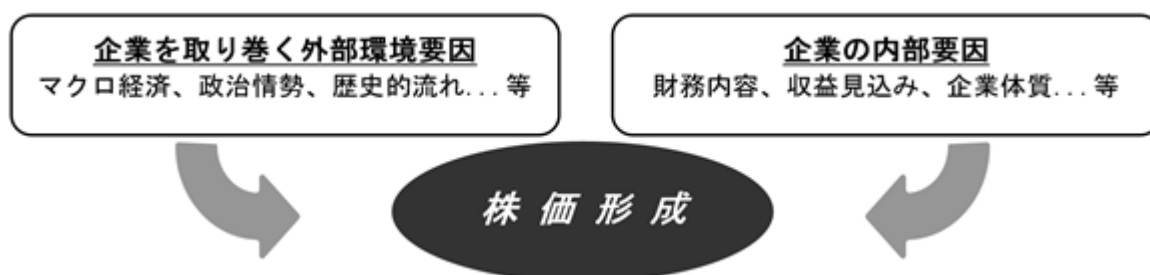 企業を取り巻く外部環境要因
マクロ経済、政治情勢、歴史的流れ...等
企業の内部要因
財務内容、収益見込み、企業体質...等
株価形成